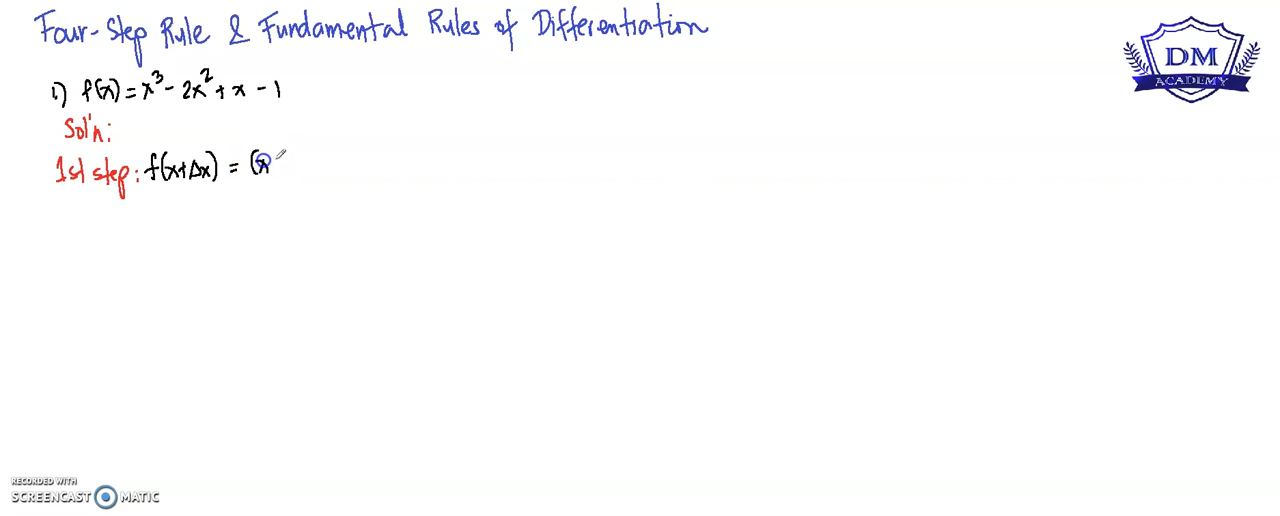 Four-Step Rule & Fundamental Rules of Differentiation
DM
ACADEMY
1) f(x) = x³ - 2x² + x - 1
Sol'n:
1st step: f(x+Δx) = (x
RECORDED WITH
SCREENCAST MATIC